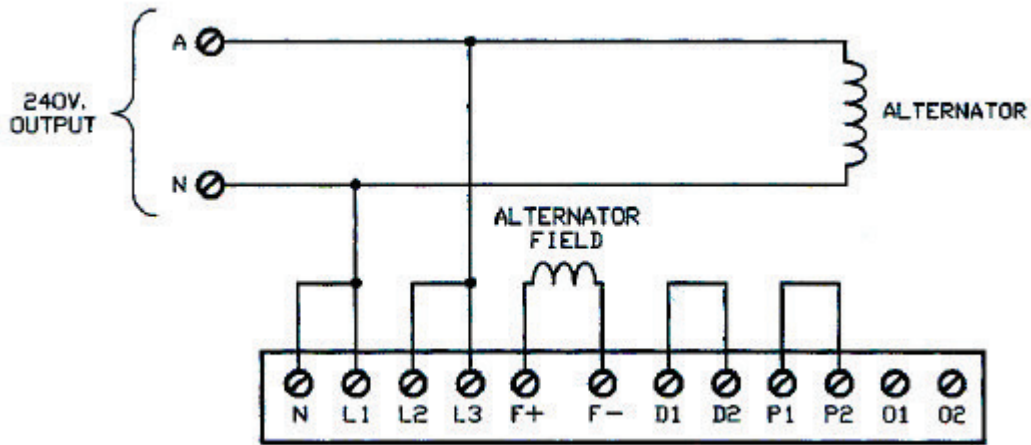 A
240V.
OUTPUT
ALTERNATOR
N
ALTERNATOR
FIELD
N L1 L2 L3 F+ F- D1 D2 P1 P2 O1 O2